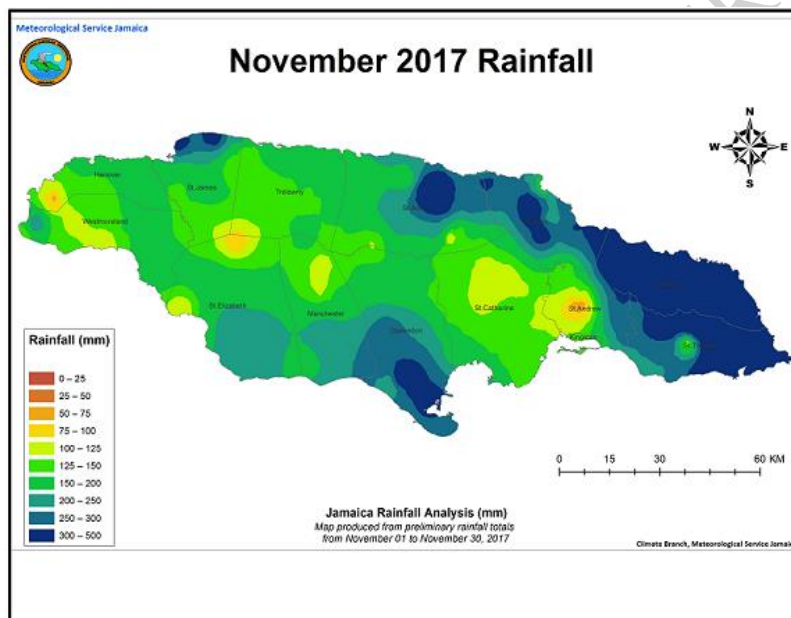 Meteorological Service Jamaica
November 2017 Rainfall
N
W E
S
Hanover
St.James
Trelawny
Westmoreland
St.Elizabeth
Manchester
Clarendon
St.Catherine
St.Andrew
Kingston
Rainfall (mm)
0 – 25
25 – 50
50 – 75
75 – 100
100 – 125
125 – 150
150 – 200
200 – 250
250 – 300
300 – 500
0 15 30 60 KM
Jamaica Rainfall Analysis (mm)
Map produced from preliminary rainfall totals
from November 01 to November 30, 2017
Climate Branch, Meteorological Service Jamai